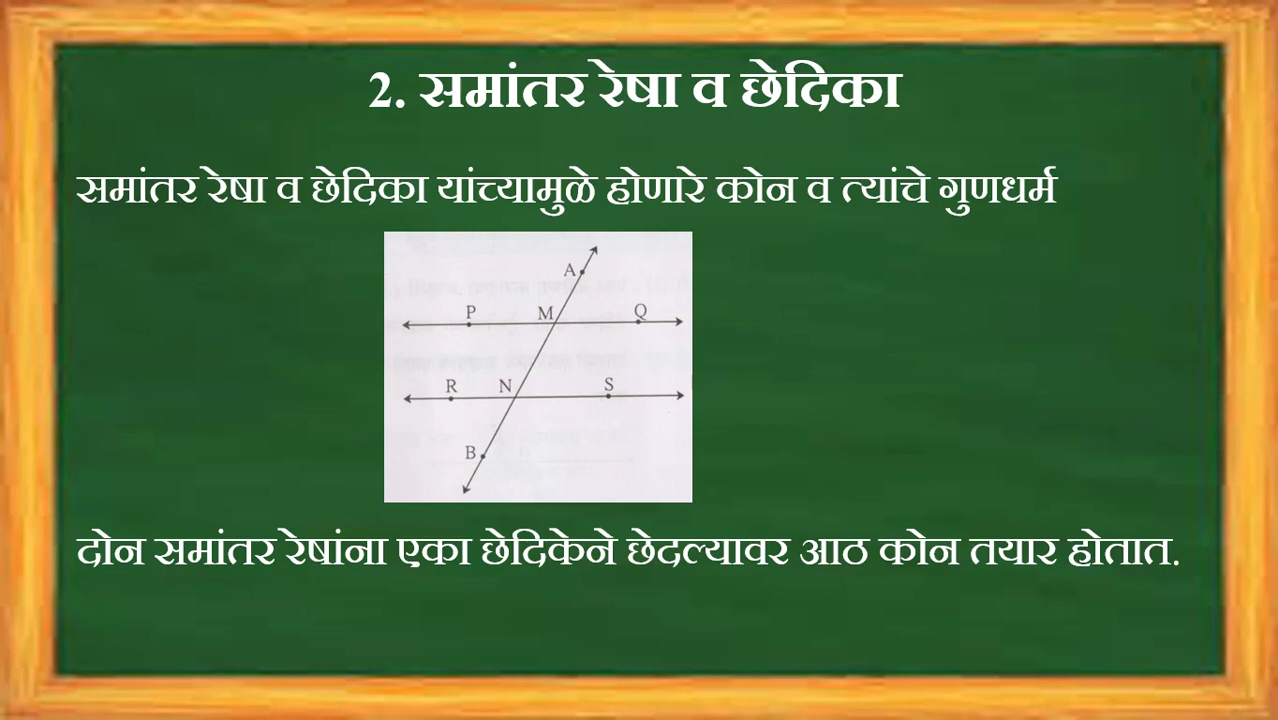 2. समांतर रेषा व छेदिका
समांतर रेषा व छेदिका यांच्यामुळे होणारे कोन व त्यांचे गुणधर्म
A
P M Q
R N S
B
दोन समांतर रेषांना एका छेदिकेने छेदल्यावर आठ कोन तयार होतात.